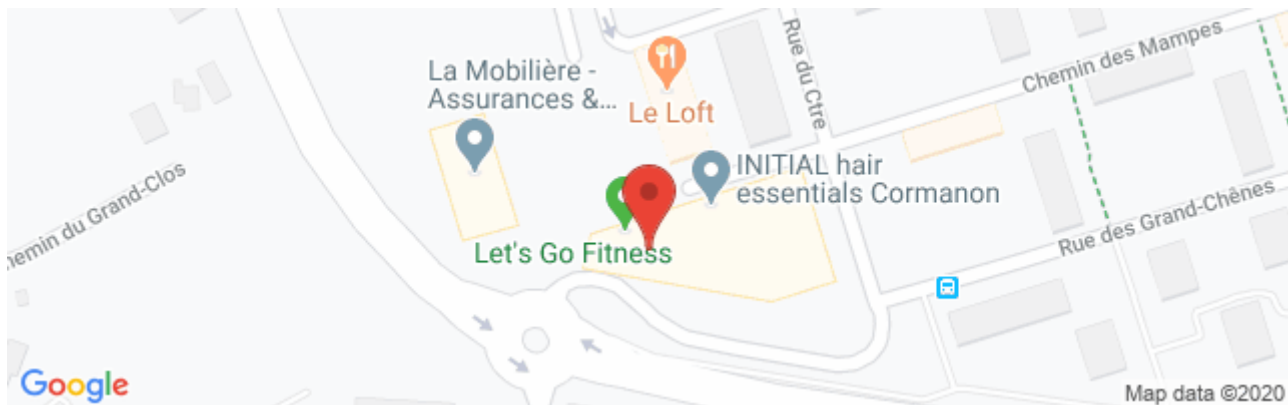 La Mobilière -
Assurances &...
Le Loft
Rue du Ctre
Chemin des Mampes
INITIAL hair
essentials Cormanon
hemin du Grand-Clos
Let's Go Fitness
Rue des Grand-Chênes
Google
Map data ©2020